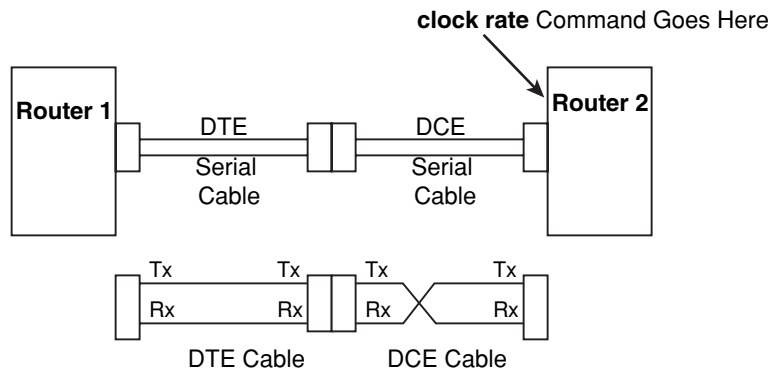 clock rate Command Goes Here
Router 1
Router 2
DTE
DCE
Serial
Cable
Serial
Cable
Tx Tx Tx Tx
Rx Rx Rx Rx
DTE Cable
DCE Cable